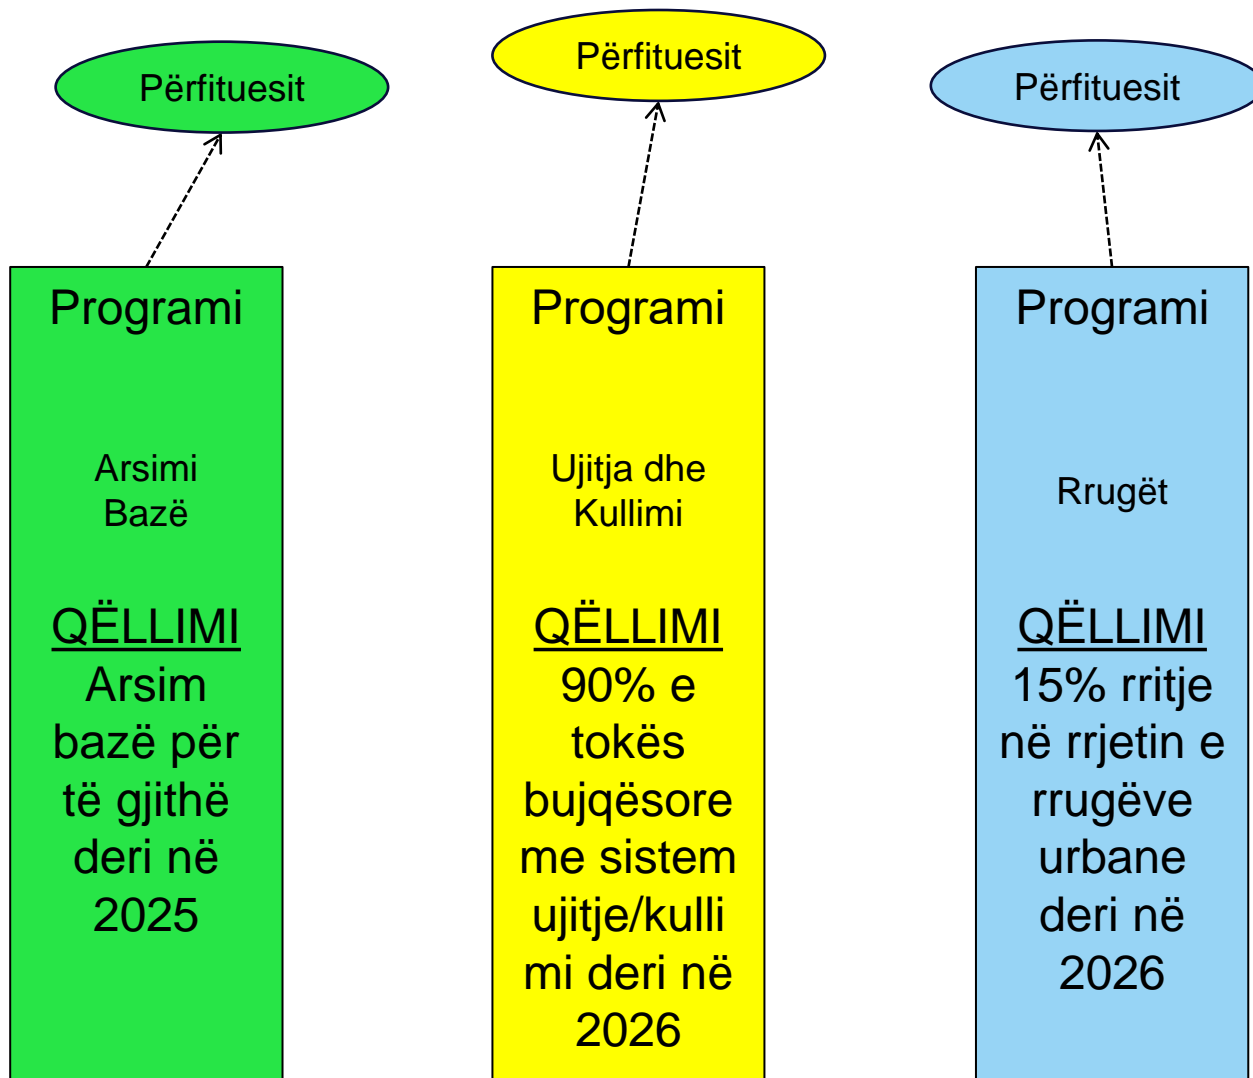 Përfituesit
Përfituesit
Përfituesit
Programi
Arsimi
Bazë
QËLLIMI
Arsim
bazë për
të gjithë
deri në
2025
Programi
Ujitja dhe
Kullimi
QËLLIMI
90% e
tokës
bujqësore
me sistem
ujitje/kulli
mi deri në
2026
Programi
Rrugët
QËLLIMI
15% rritje
në rrjetin e
rrugëve
urbane
deri në
2026